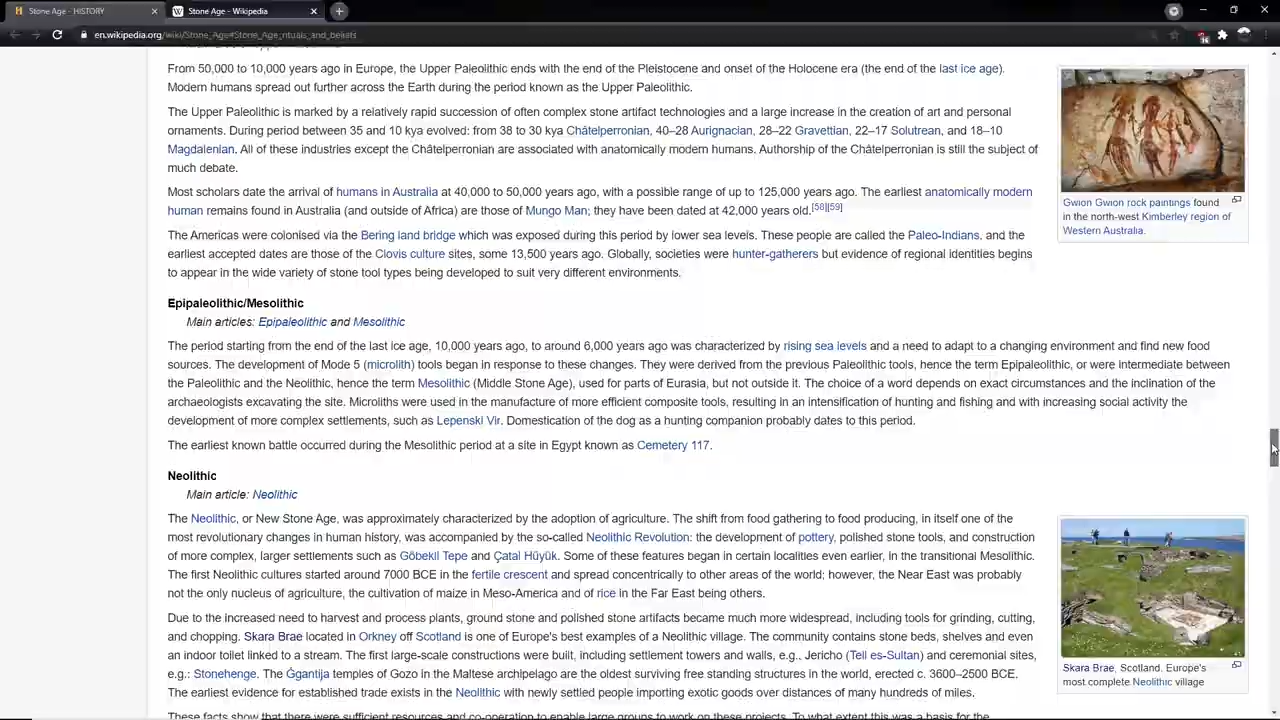 Stone Age - HISTORY
Stone Age - Wikipedia
en.wikipedia.org/wiki/Stone_Age#Stone_Age_rituals_and_beliefs
From 50,000 to 10,000 years ago in Europe, the Upper Paleolithic ends with the end of the Pleistocene and onset of the Holocene era (the end of the last ice age).
Modern humans spread out further across the Earth during the period known as the Upper Paleolithic.
The Upper Paleolithic is marked by a relatively rapid succession of often complex stone artifact technologies and a large increase in the creation of art and personal
ornaments. During period between 35 and 10 kya evolved: from 38 to 30 kya Châtelperronian, 40–28 Aurignacian, 28–22 Gravettian, 22–17 Solutrean, and 18–10
Magdalenian. All of these industries except the Châtelperronian are associated with anatomically modern humans. Authorship of the Châtelperronian is still the subject of
much debate.
Most scholars date the arrival of humans in Australia at 40,000 to 50,000 years ago, with a possible range of up to 125,000 years ago. The earliest anatomically modern
human remains found in Australia (and outside of Africa) are those of Mungo Man; they have been dated at 42,000 years old.[58][59]
The Americas were colonised via the Bering land bridge which was exposed during this period by lower sea levels. These people are called the Paleo-Indians, and the
earliest accepted dates are those of the Clovis culture sites, some 13,500 years ago. Globally, societies were hunter-gatherers but evidence of regional identities begins
to appear in the wide variety of stone tool types being developed to suit very different environments.
Gwion Gwion rock paintings found
in the north-west Kimberley region of
Western Australia.
Epipaleolithic/Mesolithic
Main articles: Epipaleolithic and Mesolithic
The period starting from the end of the last ice age, 10,000 years ago, to around 6,000 years ago was characterized by rising sea levels and a need to adapt to a changing environment and find new food
sources. The development of Mode 5 (microlith) tools began in response to these changes. They were derived from the previous Paleolithic tools, hence the term Epipaleolithic, or were intermediate between
the Paleolithic and the Neolithic, hence the term Mesolithic (Middle Stone Age), used for parts of Eurasia, but not outside it. The choice of a word depends on exact circumstances and the inclination of the
archaeologists excavating the site. Microliths were used in the manufacture of more efficient composite tools, resulting in an intensification of hunting and fishing and with increasing social activity the
development of more complex settlements, such as Lepenski Vir. Domestication of the dog as a hunting companion probably dates to this period.
The earliest known battle occurred during the Mesolithic period at a site in Egypt known as Cemetery 117.
Neolithic
Main article: Neolithic
The Neolithic, or New Stone Age, was approximately characterized by the adoption of agriculture. The shift from food gathering to food producing, in itself one of the
most revolutionary changes in human history, was accompanied by the so-called Neolithic Revolution: the development of pottery, polished stone tools, and construction
of more complex, larger settlements such as Göbekli Tepe and Çatal Hüyük. Some of these features began in certain localities even earlier, in the transitional Mesolithic.
The first Neolithic cultures started around 7000 BCE in the fertile crescent and spread concentrically to other areas of the world; however, the Near East was probably
not the only nucleus of agriculture, the cultivation of maize in Meso-America and of rice in the Far East being others.
Due to the increased need to harvest and process plants, ground stone and polished stone artifacts became much more widespread, including tools for grinding, cutting,
and chopping. Skara Brae located in Orkney off Scotland is one of Europe's best examples of a Neolithic village. The community contains stone beds, shelves and even
an indoor toilet linked to a stream. The first large-scale constructions were built, including settlement towers and walls, e.g., Jericho (Tell es-Sultan) and ceremonial sites,
e.g.: Stonehenge. The Ġgantija temples of Gozo in the Maltese archipelago are the oldest surviving free standing structures in the world, erected c. 3600–2500 BCE.
The earliest evidence for established trade exists in the Neolithic with newly settled people importing exotic goods over distances of many hundreds of miles.
Skara Brae, Scotland. Europe's
most complete Neolithic village
These facts show that there were sufficient resources and co-operation to enable large groups to work on these projects. To what extent this was a basis for the